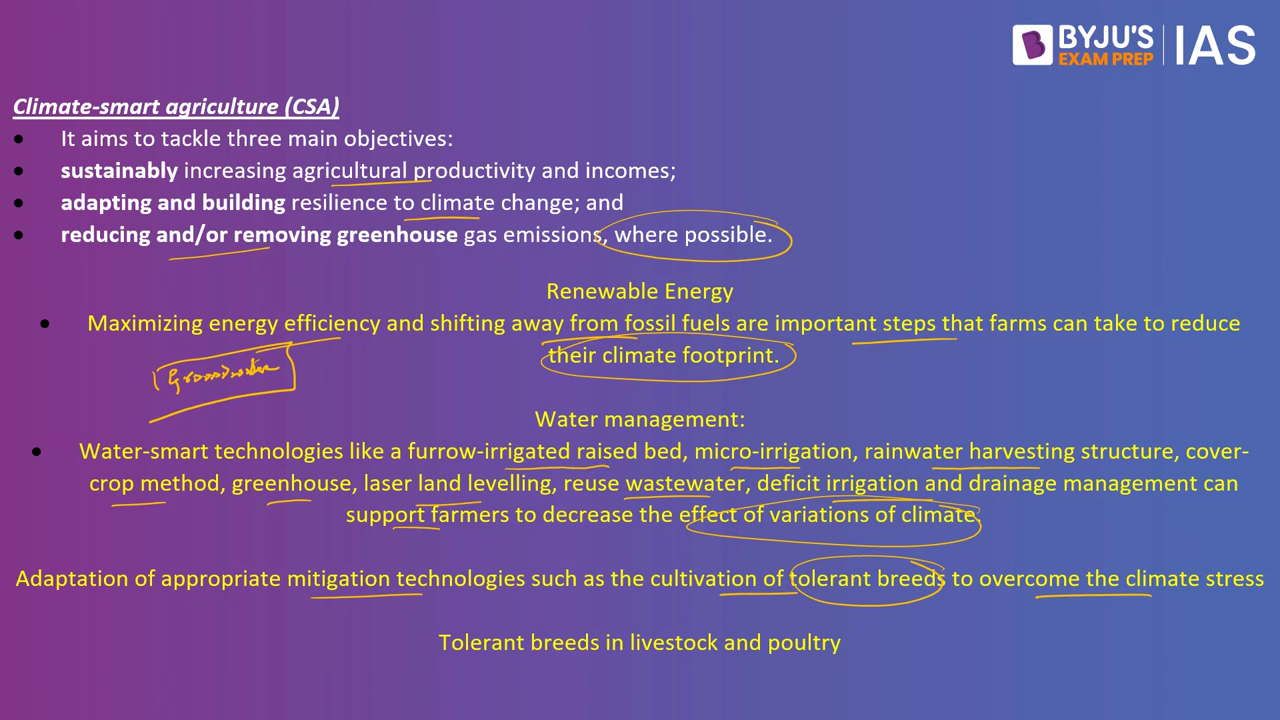 BYJU'S
EXAM PREP
IAS
Climate-smart agriculture (CSA)
• It aims to tackle three main objectives:
• sustainably increasing agricultural productivity and incomes;
• adapting and building resilience to climate change; and
• reducing and/or removing greenhouse gas emissions, where possible.
Renewable Energy
• Maximizing energy efficiency and shifting away from fossil fuels are important steps that farms can take to reduce
their climate footprint.
Groundwater
Water management:
• Water-smart technologies like a furrow-irrigated raised bed, micro-irrigation, rainwater harvesting structure, cover-
crop method, greenhouse, laser land levelling, reuse wastewater, deficit irrigation and drainage management can
support farmers to decrease the effect of variations of climate.
Adaptation of appropriate mitigation technologies such as the cultivation of tolerant breeds to overcome the climate stress
Tolerant breeds in livestock and poultry